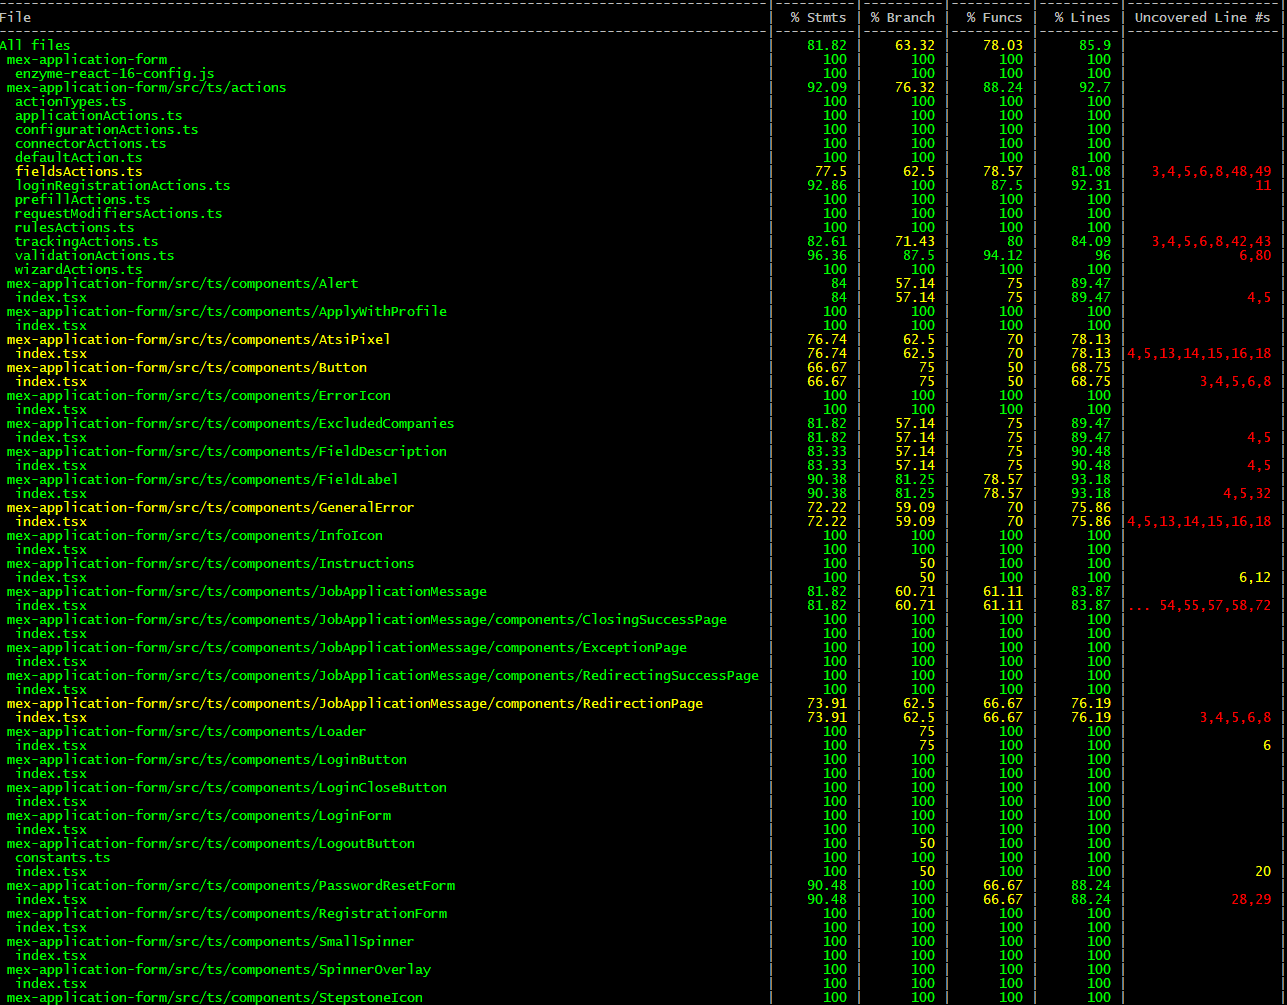 File | % Stmts | % Branch | % Funcs | % Lines | Uncovered Line #s
All files | 81.82 | 63.32 | 78.03 | 85.9 |
mex-application-form | 100 | 100 | 100 | 100 |
enzyme-react-16-config.js | 100 | 100 | 100 | 100 |
mex-application-form/src/ts/actions | 92.09 | 76.32 | 88.24 | 92.7 |
actionTypes.ts | 100 | 100 | 100 | 100 |
applicationActions.ts | 100 | 100 | 100 | 100 |
configurationActions.ts | 100 | 100 | 100 | 100 |
connectorActions.ts | 100 | 100 | 100 | 100 |
defaultAction.ts | 100 | 100 | 100 | 100 |
fieldsActions.ts | 77.5 | 62.5 | 78.57 | 81.08 | 3,4,5,6,8,48,49
loginRegistrationActions.ts | 92.86 | 100 | 87.5 | 92.31 | 11
prefillActions.ts | 100 | 100 | 100 | 100 |
requestModifiersActions.ts | 100 | 100 | 100 | 100 |
rulesActions.ts | 100 | 100 | 100 | 100 |
trackingActions.ts | 82.61 | 71.43 | 80 | 84.09 | 3,4,5,6,8,42,43
validationActions.ts | 96.36 | 87.5 | 94.12 | 96 | 6,80
wizardActions.ts | 100 | 100 | 100 | 100 |
mex-application-form/src/ts/components/Alert | 84 | 57.14 | 75 | 89.47 |
index.tsx | 84 | 57.14 | 75 | 89.47 | 4,5
mex-application-form/src/ts/components/ApplyWithProfile | 100 | 100 | 100 | 100 |
index.tsx | 100 | 100 | 100 | 100 |
mex-application-form/src/ts/components/AtsiPixel | 76.74 | 62.5 | 70 | 78.13 |
index.tsx | 76.74 | 62.5 | 70 | 78.13 | 4,5,13,14,15,16,18
mex-application-form/src/ts/components/Button | 66.67 | 75 | 50 | 68.75 |
index.tsx | 66.67 | 75 | 50 | 68.75 | 3,4,5,6,8
mex-application-form/src/ts/components/ErrorIcon | 100 | 100 | 100 | 100 |
index.tsx | 100 | 100 | 100 | 100 |
mex-application-form/src/ts/components/ExcludedCompanies | 81.82 | 57.14 | 75 | 89.47 |
index.tsx | 81.82 | 57.14 | 75 | 89.47 | 4,5
mex-application-form/src/ts/components/FieldDescription | 83.33 | 57.14 | 75 | 90.48 |
index.tsx | 83.33 | 57.14 | 75 | 90.48 | 4,5
mex-application-form/src/ts/components/FieldLabel | 90.38 | 81.25 | 78.57 | 93.18 |
index.tsx | 90.38 | 81.25 | 78.57 | 93.18 | 4,5,32
mex-application-form/src/ts/components/GeneralError | 72.22 | 59.09 | 70 | 75.86 |
index.tsx | 72.22 | 59.09 | 70 | 75.86 | 4,5,13,14,15,16,18
mex-application-form/src/ts/components/InfoIcon | 100 | 100 | 100 | 100 |
index.tsx | 100 | 100 | 100 | 100 |
mex-application-form/src/ts/components/Instructions | 100 | 50 | 100 | 100 |
index.tsx | 100 | 50 | 100 | 100 | 6,12
mex-application-form/src/ts/components/JobApplicationMessage | 81.82 | 60.71 | 61.11 | 83.87 |
index.tsx | 81.82 | 60.71 | 61.11 | 83.87 | ... 54,55,57,58,72
mex-application-form/src/ts/components/JobApplicationMessage/components/ClosingSuccessPage | 100 | 100 | 100 | 100 |
index.tsx | 100 | 100 | 100 | 100 |
mex-application-form/src/ts/components/JobApplicationMessage/components/ExceptionPage | 100 | 100 | 100 | 100 |
index.tsx | 100 | 100 | 100 | 100 |
mex-application-form/src/ts/components/JobApplicationMessage/components/RedirectingSuccessPage | 100 | 100 | 100 | 100 |
index.tsx | 100 | 100 | 100 | 100 |
mex-application-form/src/ts/components/JobApplicationMessage/components/RedirectionPage | 73.91 | 62.5 | 66.67 | 76.19 |
index.tsx | 73.91 | 62.5 | 66.67 | 76.19 | 3,4,5,6,8
mex-application-form/src/ts/components/Loader | 100 | 75 | 100 | 100 |
index.tsx | 100 | 75 | 100 | 100 | 6
mex-application-form/src/ts/components/LoginButton | 100 | 100 | 100 | 100 |
index.tsx | 100 | 100 | 100 | 100 |
mex-application-form/src/ts/components/LoginCloseButton | 100 | 100 | 100 | 100 |
index.tsx | 100 | 100 | 100 | 100 |
mex-application-form/src/ts/components/LoginForm | 100 | 100 | 100 | 100 |
index.tsx | 100 | 100 | 100 | 100 |
mex-application-form/src/ts/components/LogoutButton | 100 | 50 | 100 | 100 |
constants.ts | 100 | 100 | 100 | 100 |
index.tsx | 100 | 50 | 100 | 100 | 20
mex-application-form/src/ts/components/PasswordResetForm | 90.48 | 100 | 66.67 | 88.24 |
index.tsx | 90.48 | 100 | 66.67 | 88.24 | 28,29
mex-application-form/src/ts/components/RegistrationForm | 100 | 100 | 100 | 100 |
index.tsx | 100 | 100 | 100 | 100 |
mex-application-form/src/ts/components/SmallSpinner | 100 | 100 | 100 | 100 |
index.tsx | 100 | 100 | 100 | 100 |
mex-application-form/src/ts/components/SpinnerOverlay | 100 | 100 | 100 | 100 |
index.tsx | 100 | 100 | 100 | 100 |
mex-application-form/src/ts/components/StepstoneIcon | 100 | 100 | 100 | 100 |